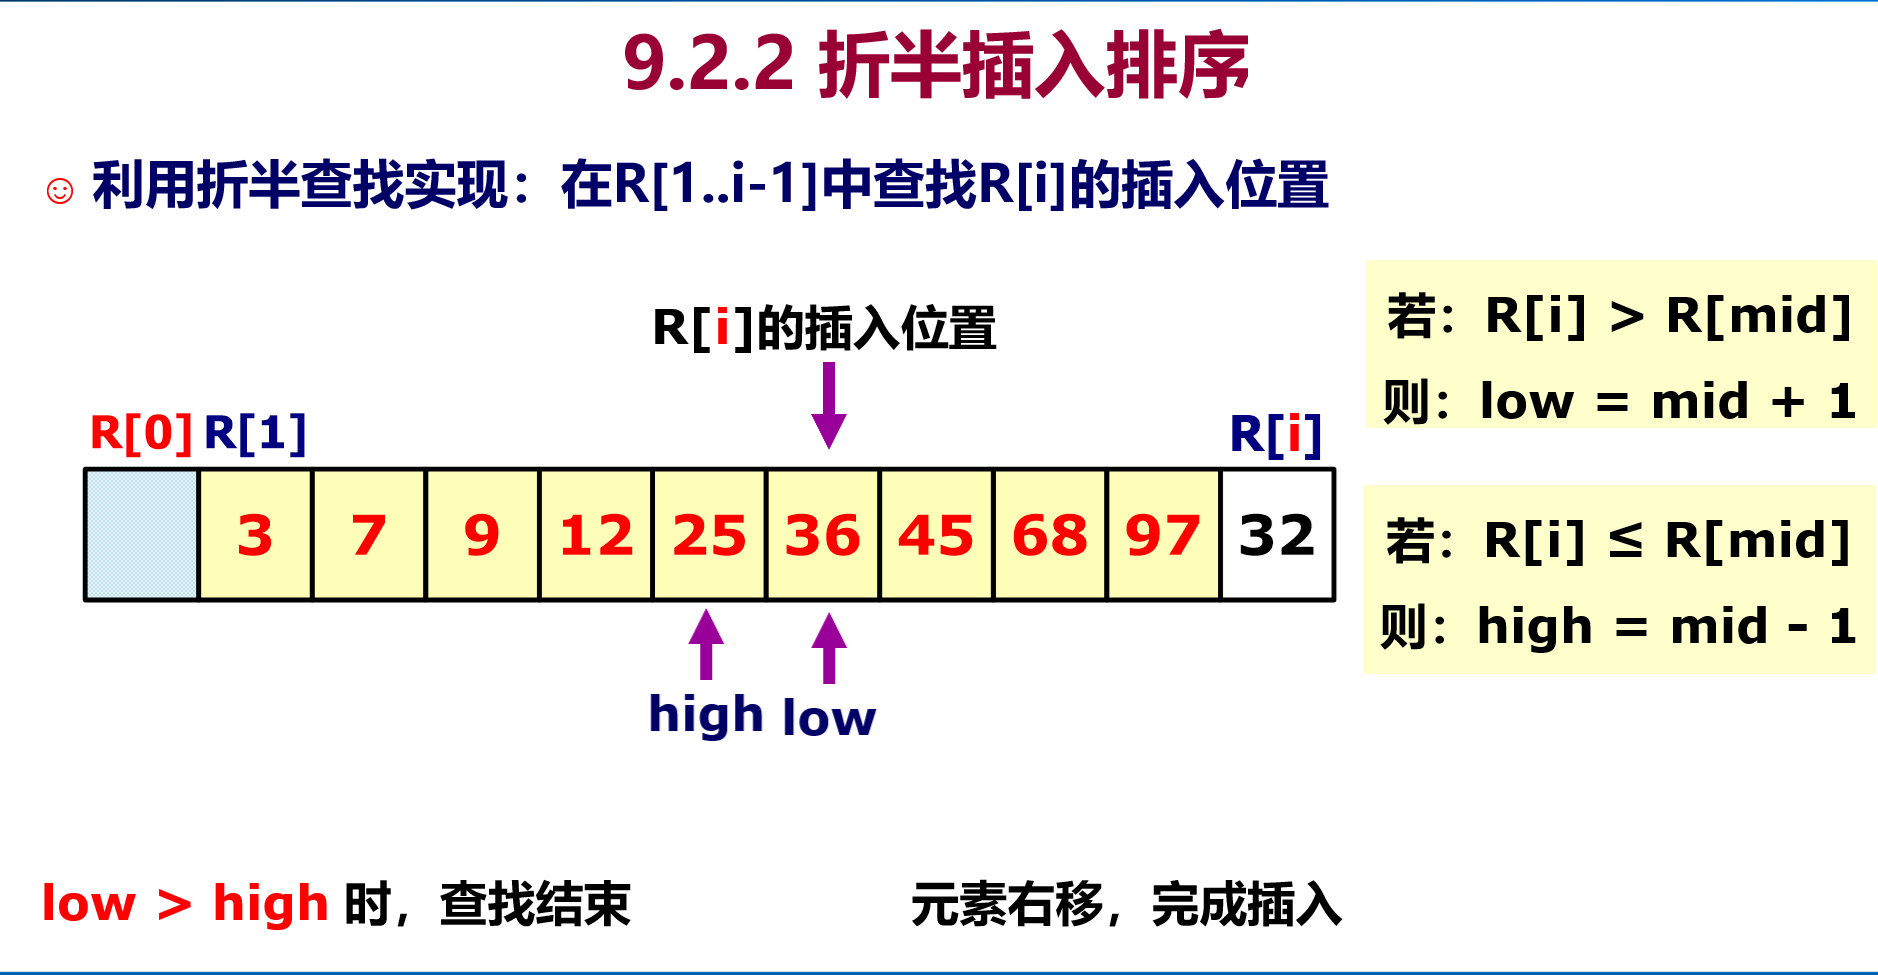 9.2.2 折半插入排序
☺ 利用折半查找实现：在R[1..i-1]中查找R[i]的插入位置
R[i]的插入位置
R[0] R[1] R[i]
3 7 9 12 25 36 45 68 97 32
high low
若：R[i] > R[mid]
则：low = mid + 1
若：R[i] ≤ R[mid]
则：high = mid - 1
low > high 时，查找结束
元素右移，完成插入